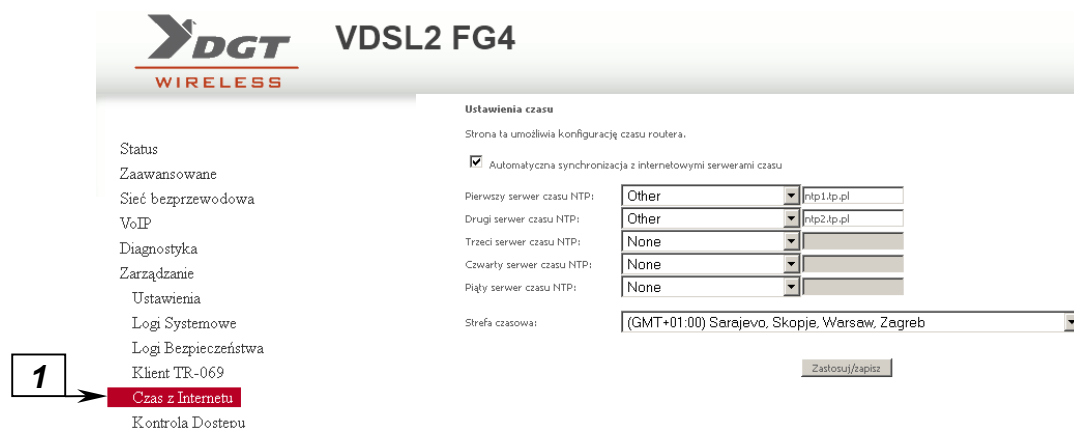 DGT
WIRELESS
VDSL2 FG4
Status
Zaawansowane
Sieć bezprzewodowa
VoIP
Diagnostyka
Zarządzanie
Ustawienia
Logi Systemowe
Logi Bezpieczeństwa
Klient TR-069
1
Czas z Internetu
Kontrola Dostępu
Ustawienia czasu
Strona ta umożliwia konfigurację czasu routera.
Automatyczna synchronizacja z internetowymi serwerami czasu
Pierwszy serwer czasu NTP: Other ntp1.tp.pl
Drugi serwer czasu NTP: Other ntp2.tp.pl
Trzeci serwer czasu NTP: None
Czwarty serwer czasu NTP: None
Piąty serwer czasu NTP: None
Strefa czasowa: (GMT+01:00) Sarajevo, Skopje, Warsaw, Zagreb
Zastosuj/zapisz